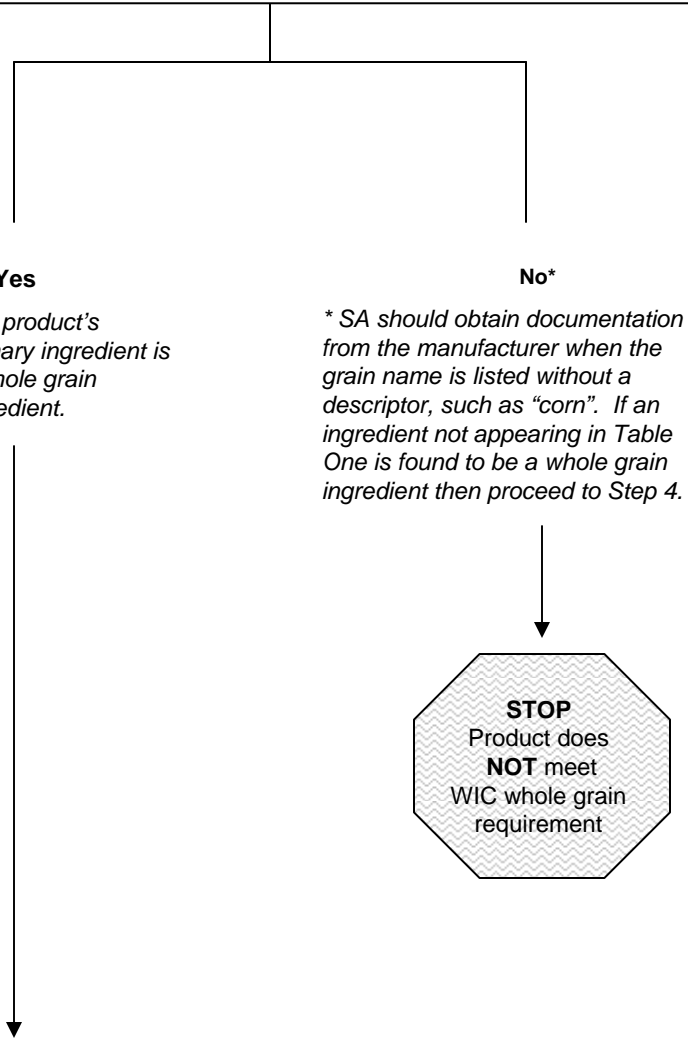 Yes
product's
ary ingredient is
hole grain
edient.
No*
* SA should obtain documentation
from the manufacturer when the
grain name is listed without a
descriptor, such as “corn”. If an
ingredient not appearing in Table
One is found to be a whole grain
ingredient then proceed to Step 4.
STOP
Product does
NOT meet
WIC whole grain
requirement